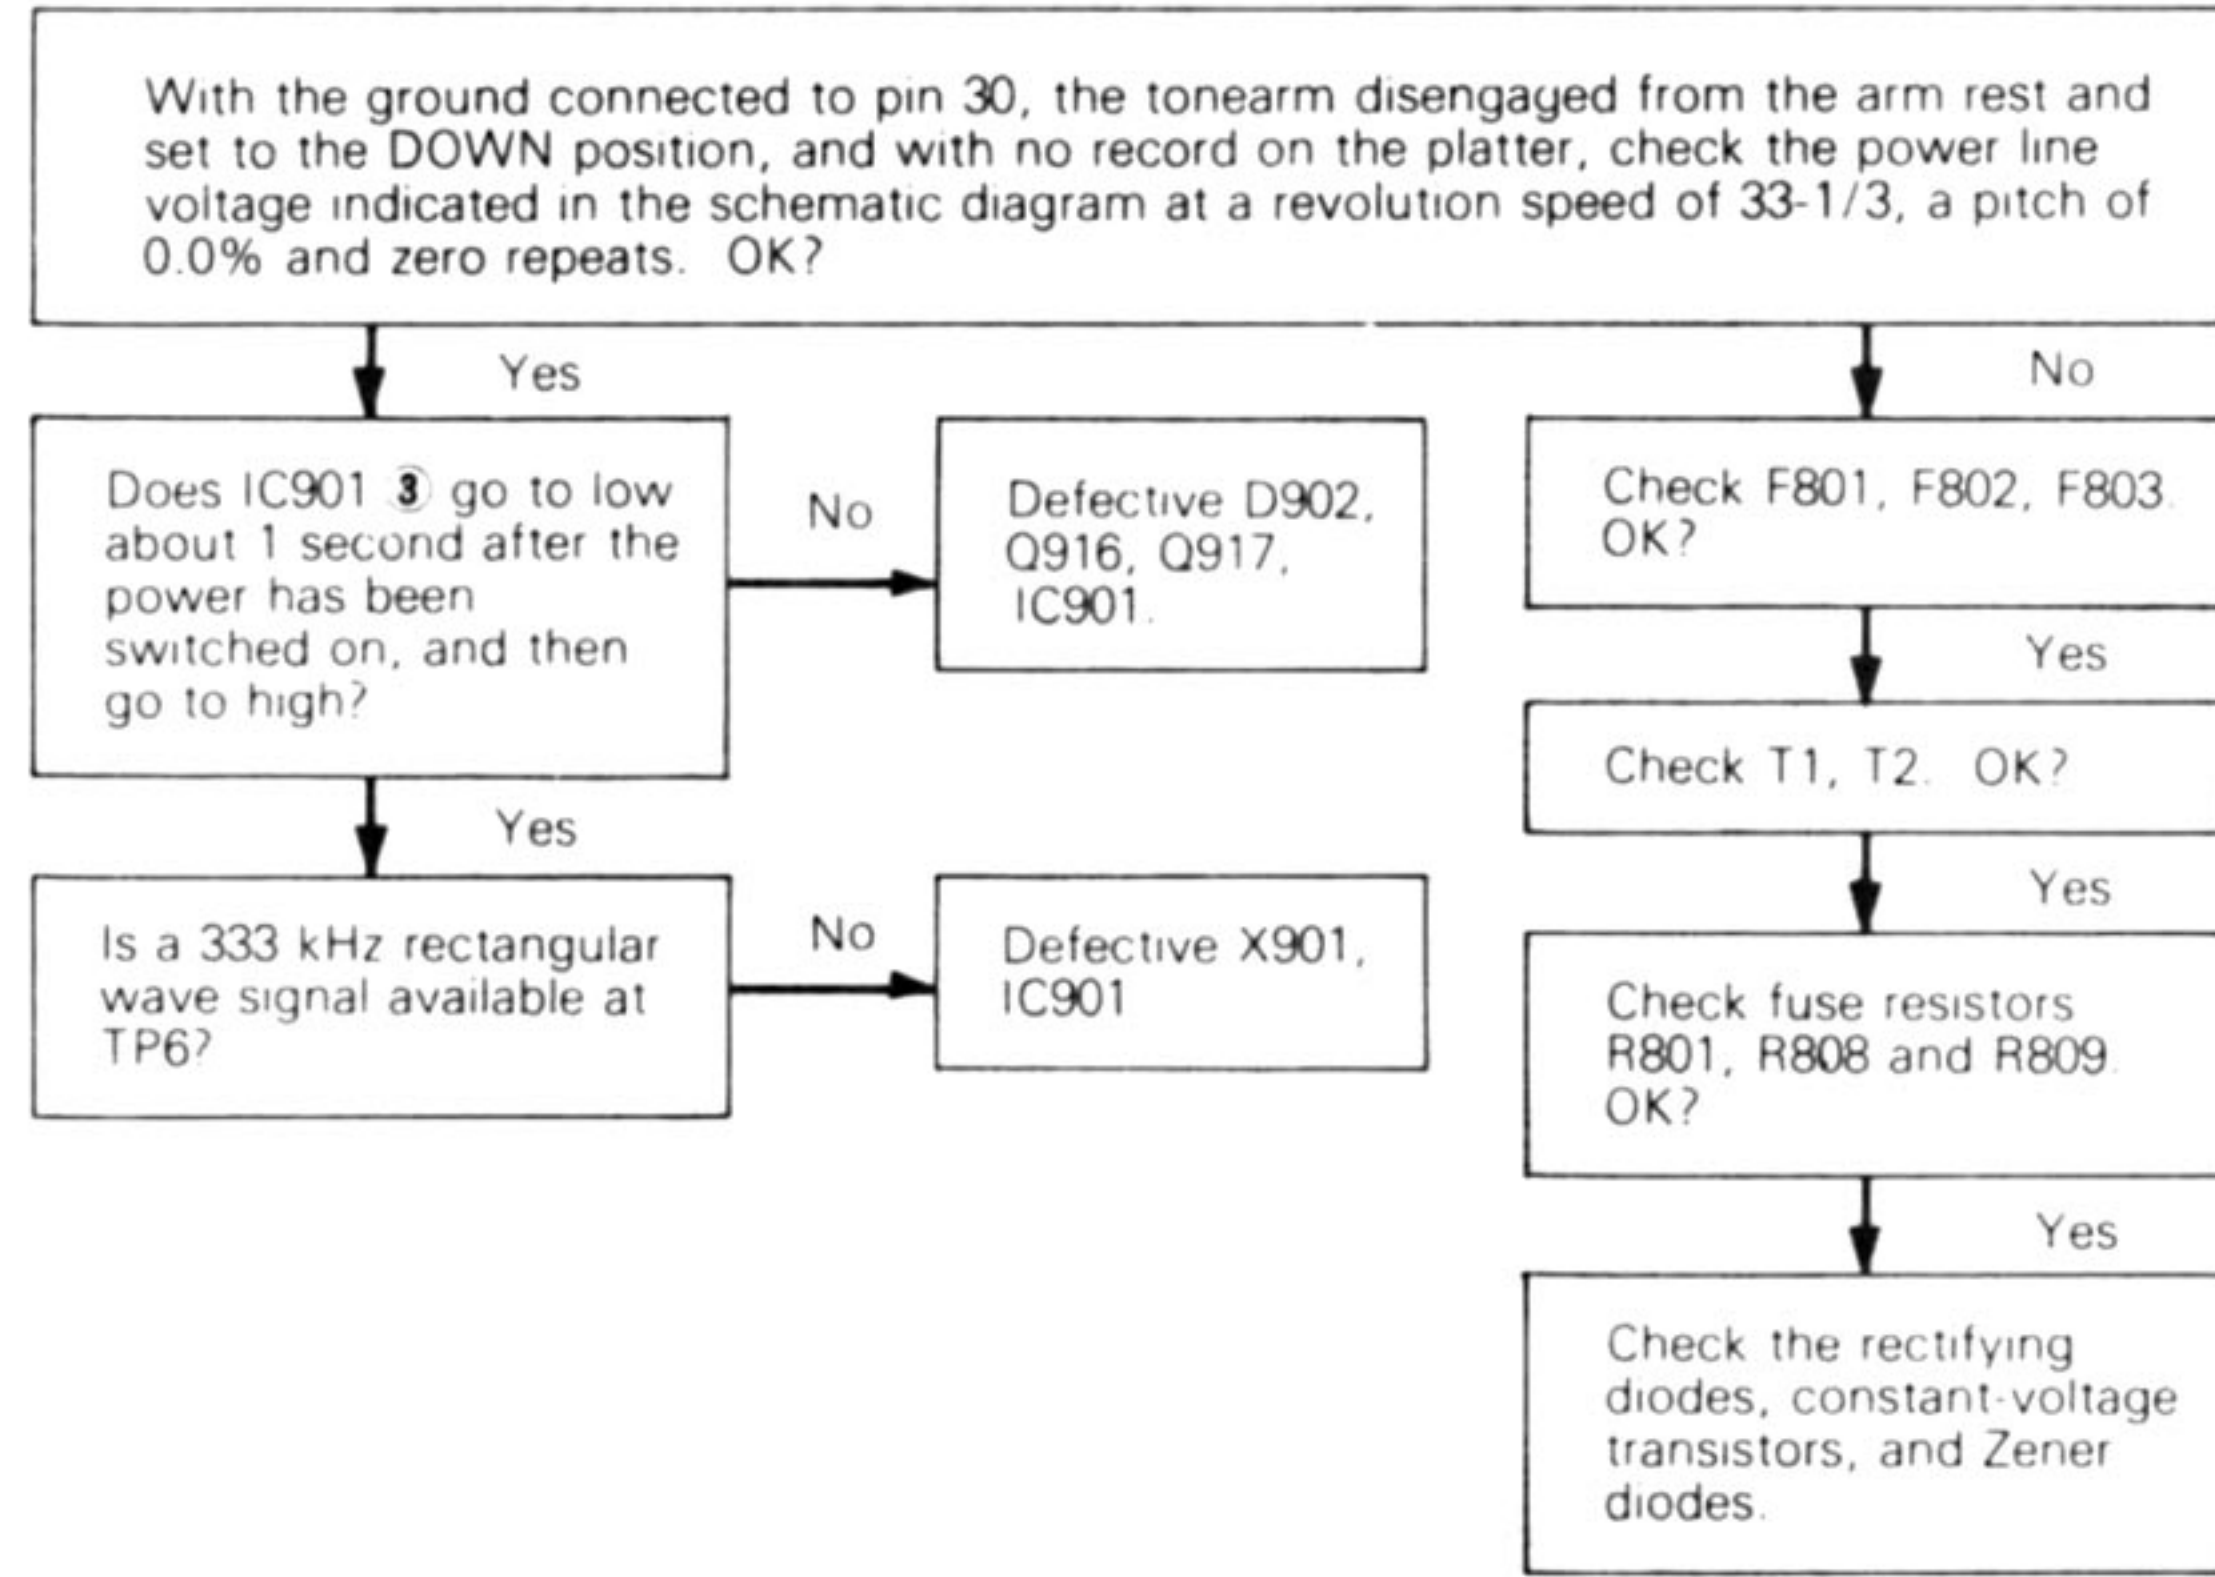 With the ground connected to pin 30, the tonearm disengaged from the arm rest and
set to the DOWN position, and with no record on the platter, check the power line
voltage indicated in the schematic diagram at a revolution speed of 33-1/3, a pitch of
0.0% and zero repeats. OK?
Yes
No
Does IC901 ③ go to low
about 1 second after the
power has been
switched on, and then
go to high?
No
Defective D902,
Q916, Q917,
IC901.
Check F801, F802, F803.
OK?
Yes
Check T1, T2. OK?
Yes
Yes
Is a 333 kHz rectangular
wave signal available at
TP6?
No
Defective X901,
IC901
Check fuse resistors
R801, R808 and R809.
OK?
Yes
Check the rectifying
diodes, constant-voltage
transistors, and Zener
diodes.